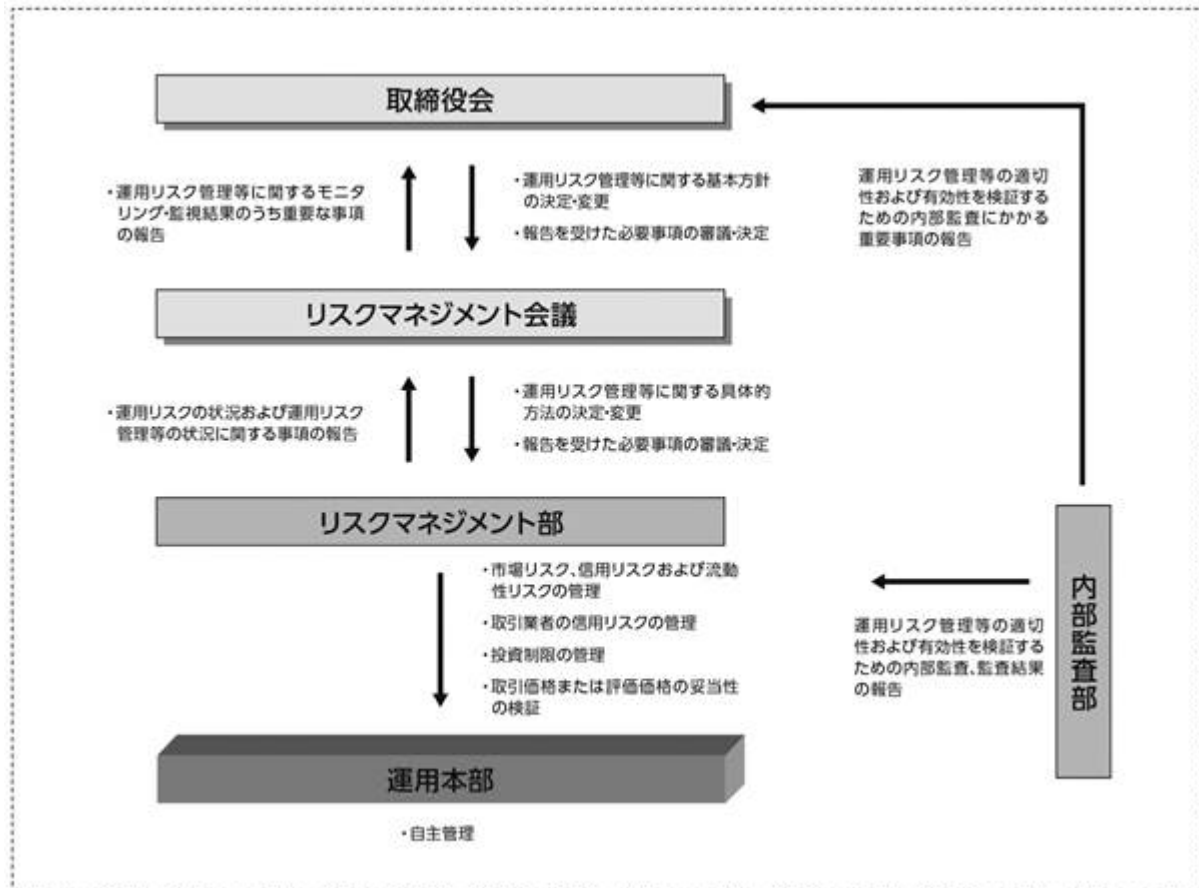 取締役会
・運用リスク管理等に関するモニタ
リング・監視結果のうち重要な事項
の報告
・運用リスク管理等に関する基本方針
の決定・変更
・報告を受けた必要事項の審議・決定
運用リスク管理等の適切
性および有効性を検証する
ための内部監査にかかる
重要事項の報告
リスクマネジメント会議
・運用リスクの状況および運用リスク
管理等の状況に関する事項の報告
・運用リスク管理等に関する具体的
方法の決定・変更
・報告を受けた必要事項の審議・決定
リスクマネジメント部
・市場リスク、信用リスクおよび流動
性リスクの管理
・取引業者の信用リスクの管理
・投資制限の管理
・取引価格または評価価格の妥当性
の検証
運用リスク管理等の適切
性および有効性を検証する
ための内部監査、監査結果
の報告
内部監査部
運用本部
・自主管理